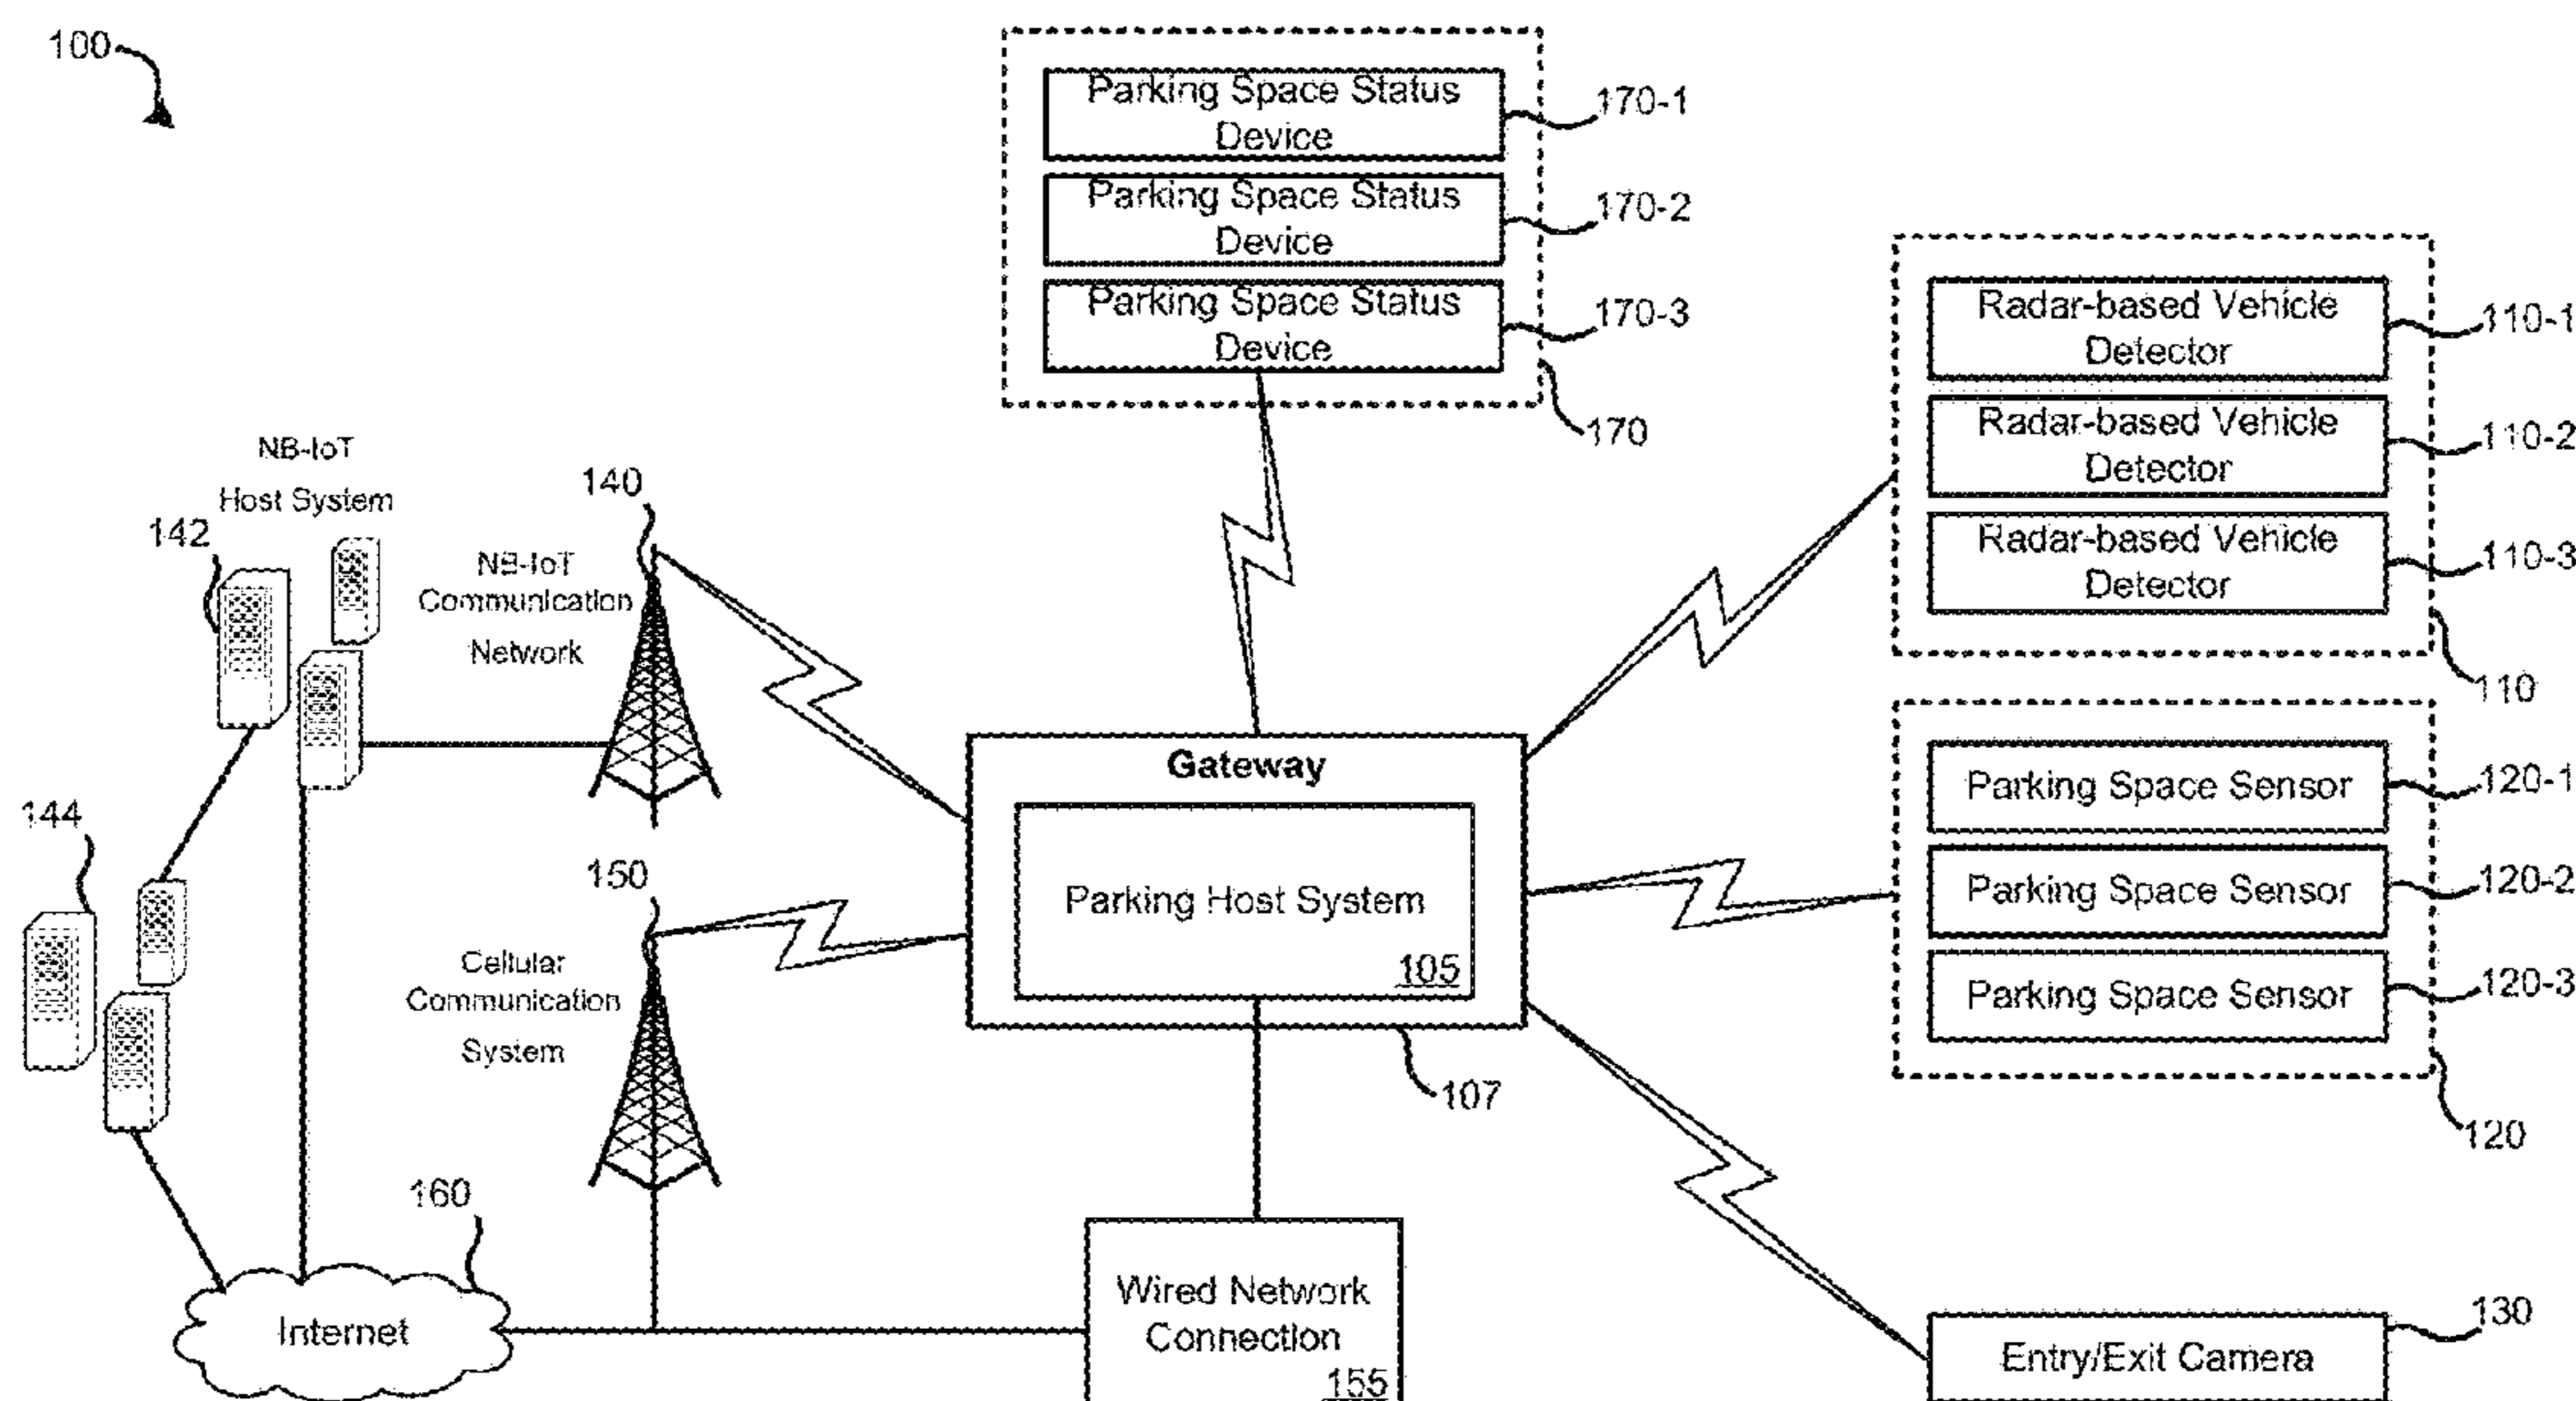 100
Parking Space Status
Device
170-1
Parking Space Status
Device
170-2
Parking Space Status
Device
170-3
170
Radar-based Vehicle
Detector
110-1
Radar-based Vehicle
Detector
110-2
Radar-based Vehicle
Detector
110-3
110
NB-IoT
Host System
142
140
NB-IoT
Communication
Network
144
150
Cellular
Communication
System
Gateway
Parking Host System
105
107
Parking Space Sensor
120-1
Parking Space Sensor
120-2
Parking Space Sensor
120-3
120
160
Internet
Wired Network
Connection
155
130
Entry/Exit Camera